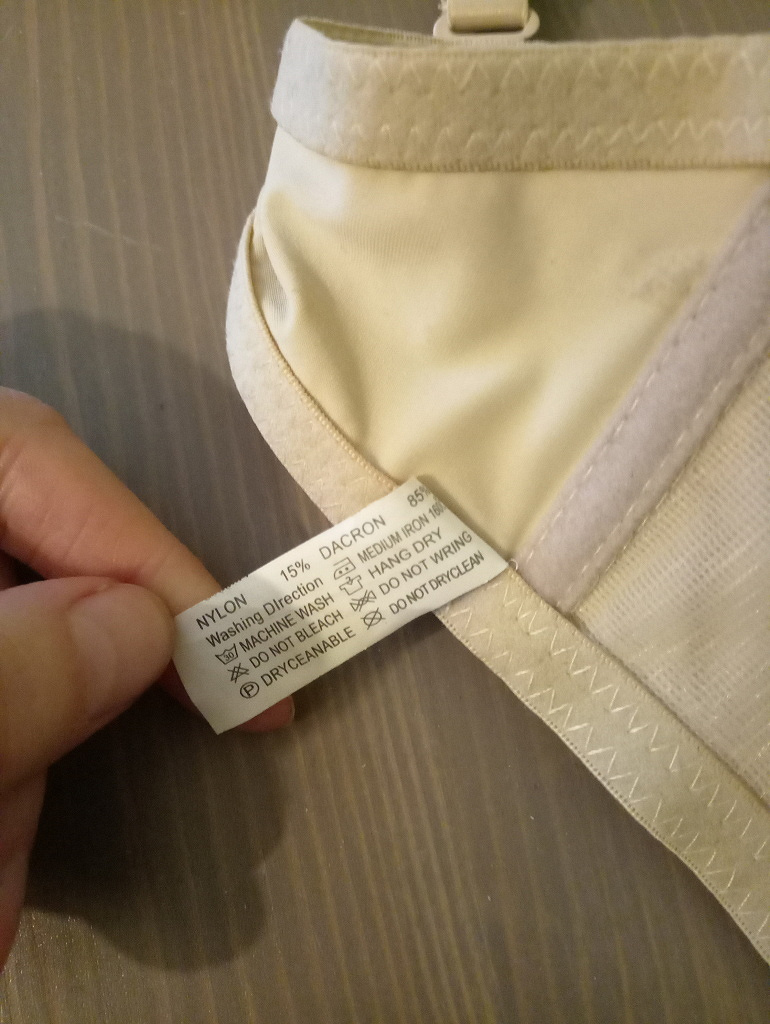 NYLON 15% DACRON 85%
Washing DIrection
30 MACHINE WASH MEDIUM IRON
DO NOT BLEACH HANG DRY
P DRYCEANABLE DO NOT WRING
DO NOT DRYCLEAN